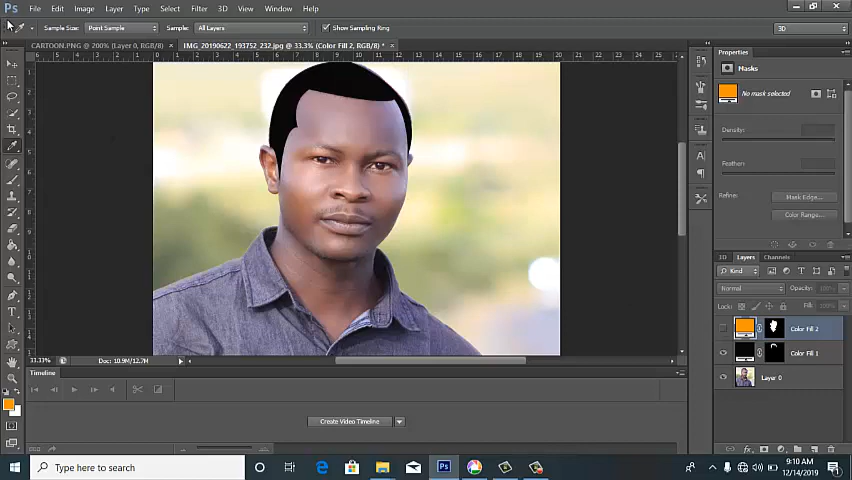 Ps File Edit Image Layer Type Select Filter 3D View Window Help
Sample Size: Point Sample Sample: All Layers Show Sampling Ring 3D
CARTOON.PNG @ 200% (Layer 0, RGB/8) × IMG_20190622_193752_232.jpg @ 33.3% (Color Fill 2, RGB/8) * ×
Properties
Masks
No mask selected
Density:
Feather:
Refine:
Mask Edge...
Color Range...
3D Layers Channels
Kind
Normal Opacity: 100%
Lock: Fill: 100%
Color Fill 2
Color Fill 1
Layer 0
33.33% Doc: 10.9M/12.7M
Timeline
Create Video Timeline
Type here to search
9:10 AM
12/14/2019